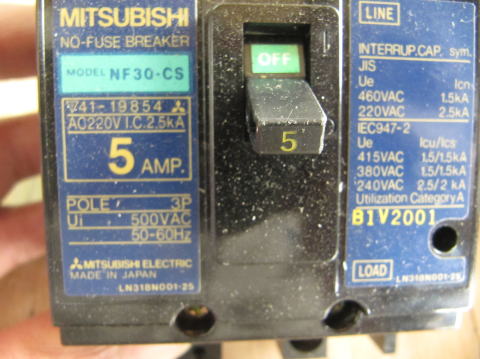 MITSUBISHI
NO-FUSE BREAKER
MODEL NF30-CS
▽41-19854
AC220V I.C.2.5kA
5 AMP.
POLE 3P
Ui 500VAC
50-60Hz
MITSUBISHI ELECTRIC
MADE IN JAPAN
LN318N001-25
OFF
5
LINE
INTERRUP.CAP. sym.
JIS
Ue Icn
460VAC 1.5kA
220VAC 2.5kA
IEC947-2
Ue Icu/Ics
415VAC 1.5/1.5kA
380VAC 1.5/1.5kA
240VAC 2.5/2 kA
Utilization Category A
B1V2001
LOAD
LN318N001-25